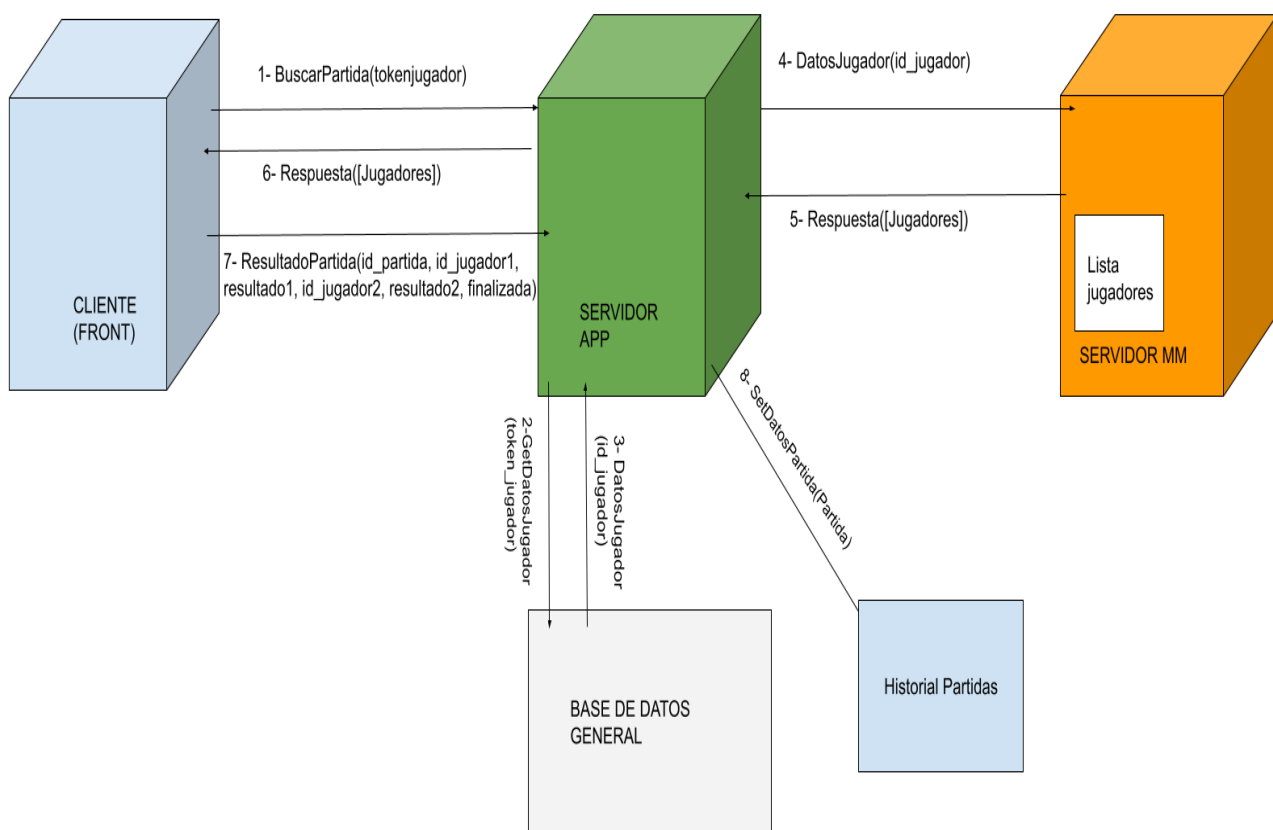 1- BuscarPartida(tokenjugador)
4- DatosJugador(id_jugador)
6- Respuesta([Jugadores])
5- Respuesta([Jugadores])
7- ResultadoPartida(id_partida, id_jugador1,
resultado1, id_jugador2, resultado2, finalizada)
CLIENTE
(FRONT)
SERVIDOR
APP
Lista
jugadores
SERVIDOR MM
2-GetDatosJugador
(token_jugador)
3- DatosJugador
(id_jugador)
8- SetDatosPartida(Partida)
BASE DE DATOS
GENERAL
Historial Partidas